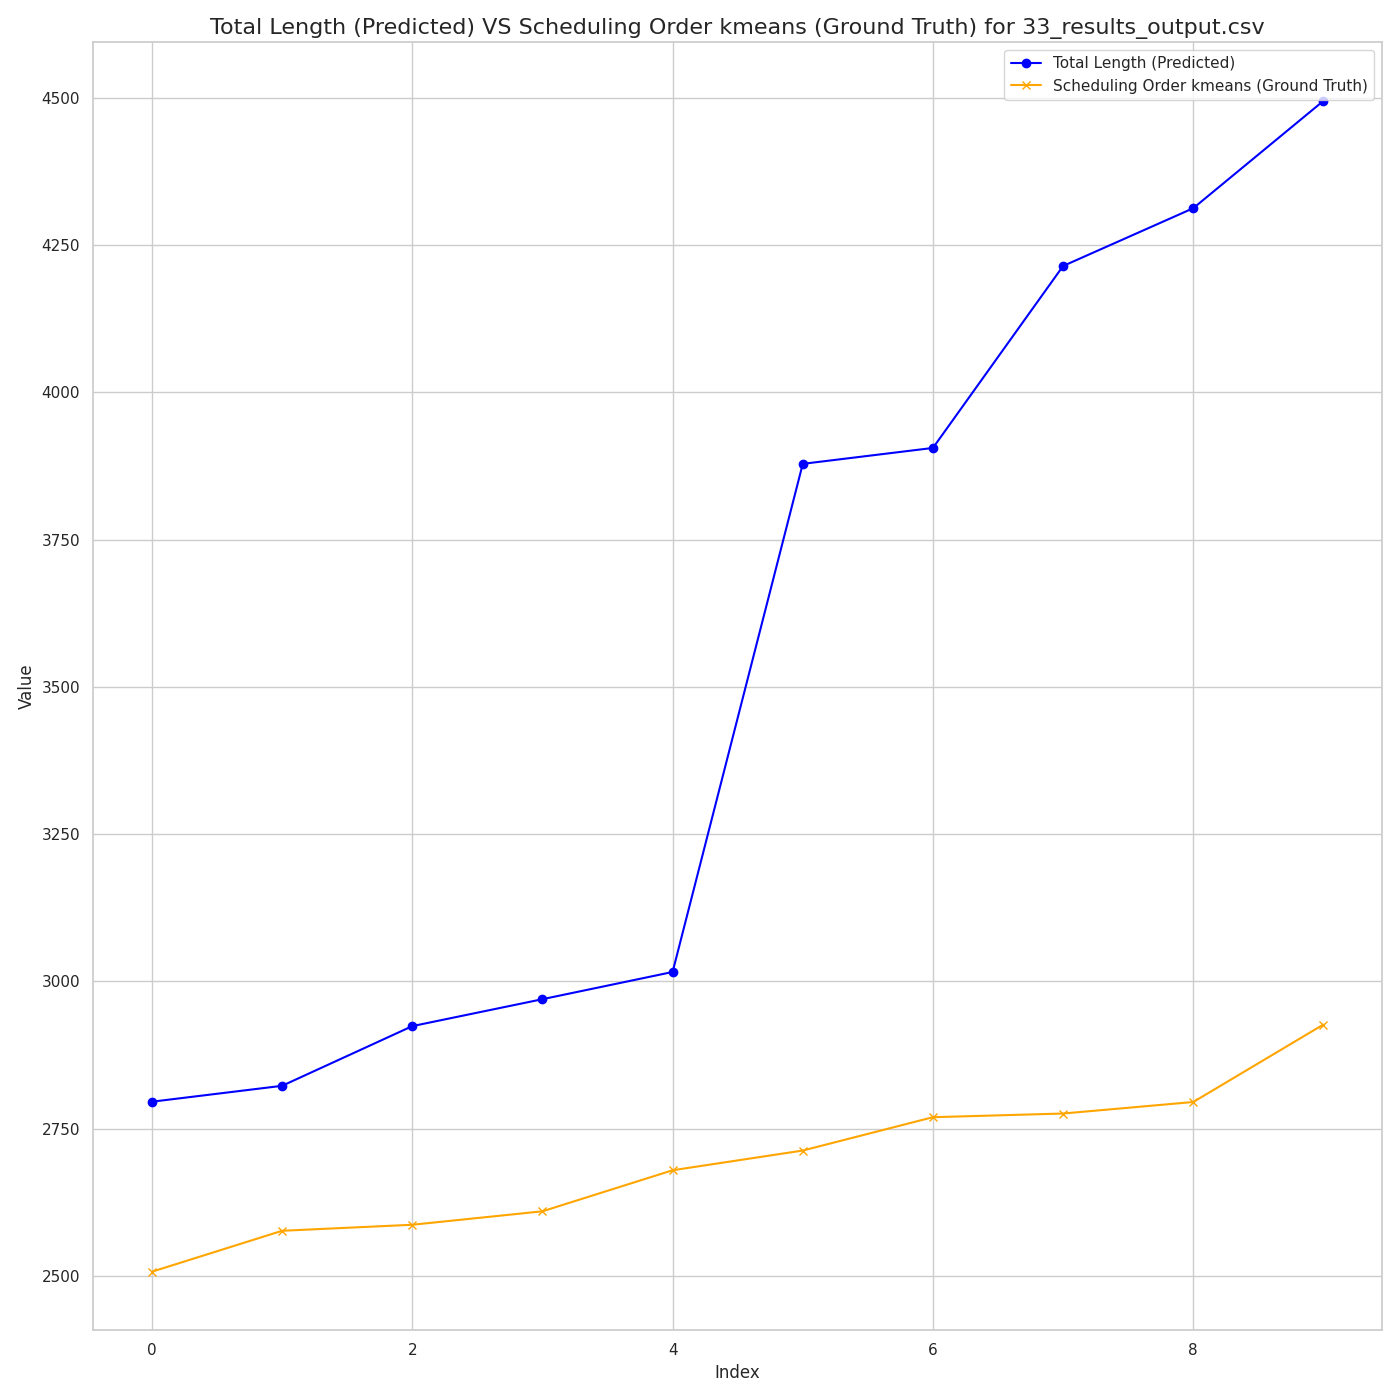 Total Length (Predicted) VS Scheduling Order kmeans (Ground Truth) for 33_results_output.csv
Total Length (Predicted)
Scheduling Order kmeans (Ground Truth)
4500
4250
4000
3750
3500
3250
3000
2750
2500
Value
0 2 4 6 8
Index